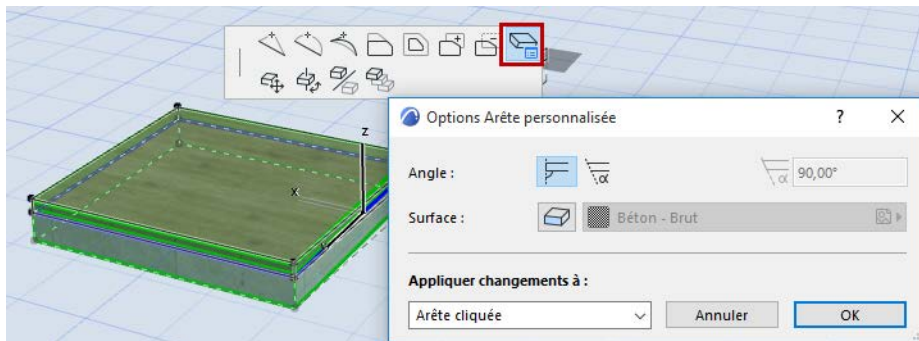 Options Arête personnalisée
? X
Angle :
α
α 90,00°
Surface :
Béton - Brut
Appliquer changements à :
Arête cliquée
Annuler
OK
z
x